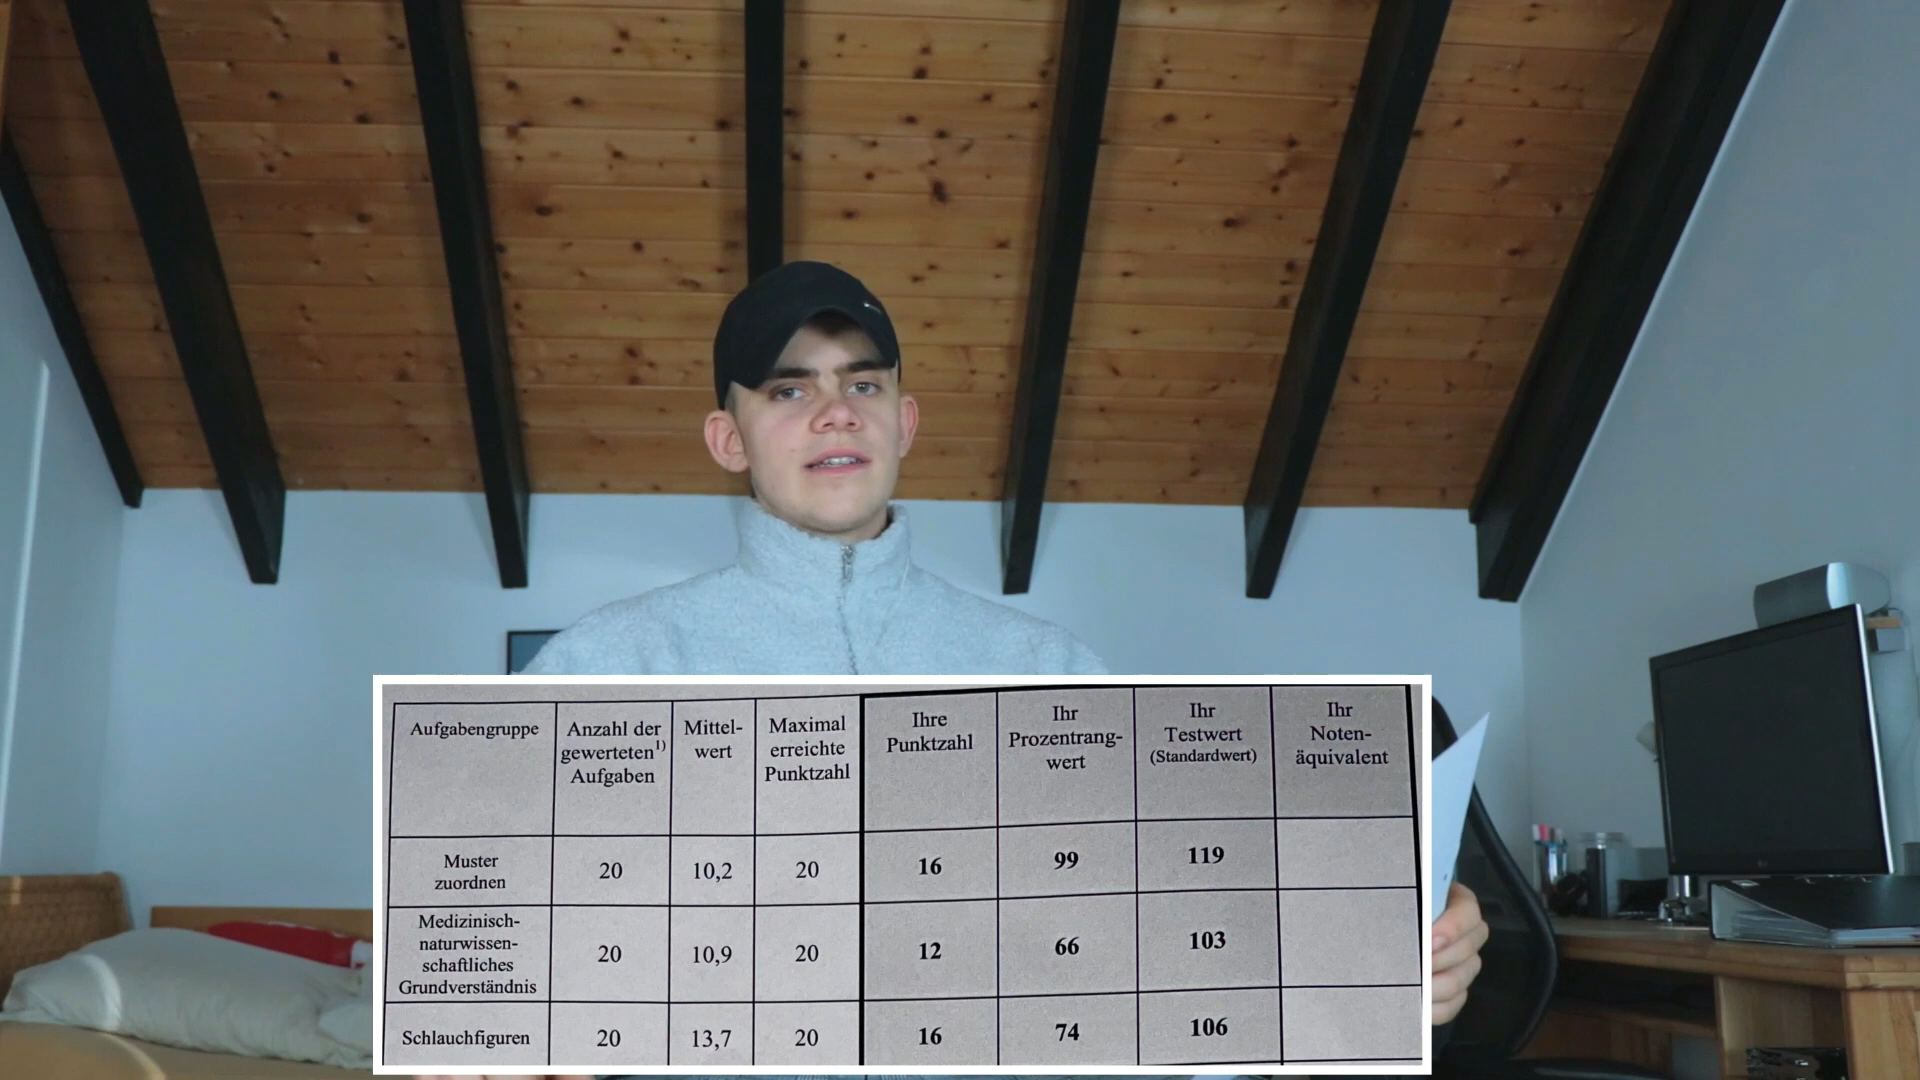 Aufgabengruppe
Anzahl der
gewerteten1)
Aufgaben
Mittel-
wert
Maximal
erreichte
Punktzahl
Ihre
Punktzahl
Ihr
Prozentrang-
wert
Ihr
Testwert
(Standardwert)
Ihr
Noten-
äquivalent
Muster
zuordnen
20
10,2
20
16
99
119
Medizinisch-
naturwissen-
schaftliches
Grundverständnis
20
10,9
20
12
66
103
Schlauchfiguren
20
13,7
20
16
74
106